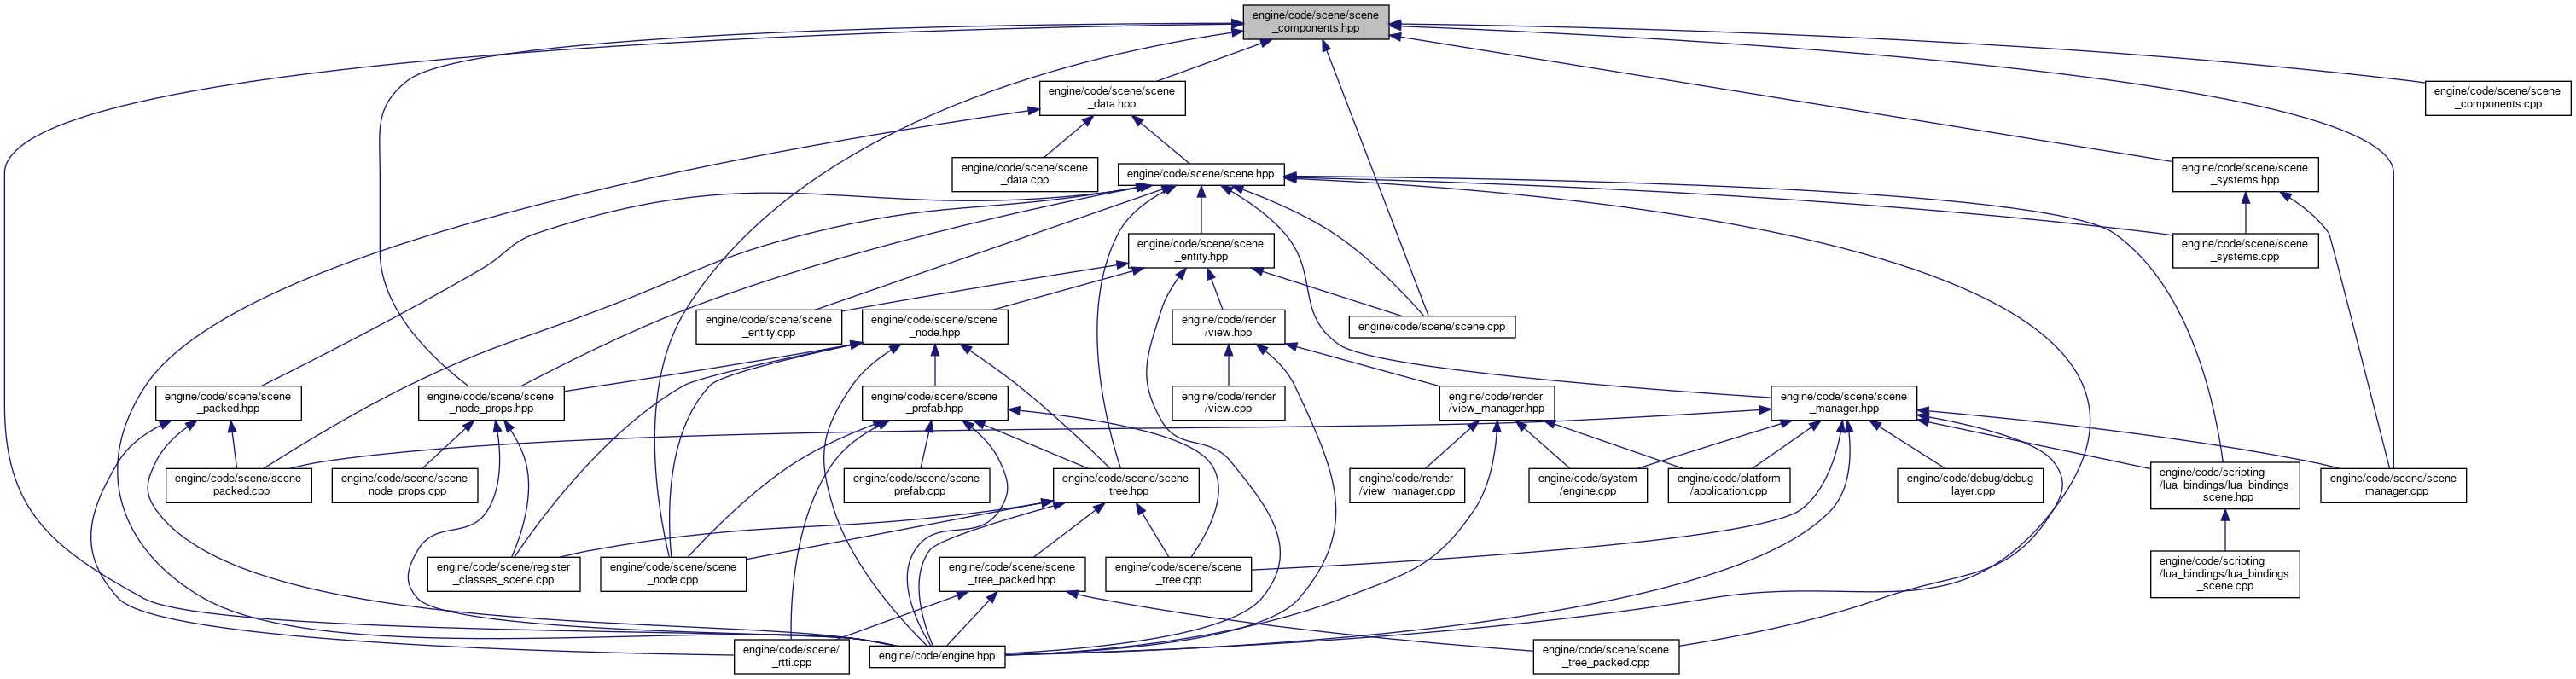 engine/code/scene/scene
_components.hpp
engine/code/scene/scene
_data.hpp
engine/code/scene/scene
_components.cpp
engine/code/scene/scene
_data.cpp
engine/code/scene/scene.hpp
engine/code/scene/scene
_systems.hpp
engine/code/scene/scene
_entity.hpp
engine/code/scene/scene
_systems.cpp
engine/code/scene/scene
_entity.cpp
engine/code/scene/scene
_node.hpp
engine/code/render
/view.hpp
engine/code/scene/scene.cpp
engine/code/scene/scene
_packed.hpp
engine/code/scene/scene
_node_props.hpp
engine/code/scene/scene
_prefab.hpp
engine/code/render
/view.cpp
engine/code/render
/view_manager.hpp
engine/code/scene/scene
_manager.hpp
engine/code/scene/scene
_packed.cpp
engine/code/scene/scene
_node_props.cpp
engine/code/scene/scene
_prefab.cpp
engine/code/scene/scene
_tree.hpp
engine/code/render
/view_manager.cpp
engine/code/system
/engine.cpp
engine/code/platform
/application.cpp
engine/code/debug/debug
_layer.cpp
engine/code/scripting
/lua_bindings/lua_bindings
_scene.hpp
engine/code/scene/scene
_manager.cpp
engine/code/scene/register
_classes_scene.cpp
engine/code/scene/scene
_node.cpp
engine/code/scene/scene
_tree_packed.hpp
engine/code/scene/scene
_tree.cpp
engine/code/scripting
/lua_bindings/lua_bindings
_scene.cpp
engine/code/scene/
_rtti.cpp
engine/code/engine.hpp
engine/code/scene/scene
_tree_packed.cpp